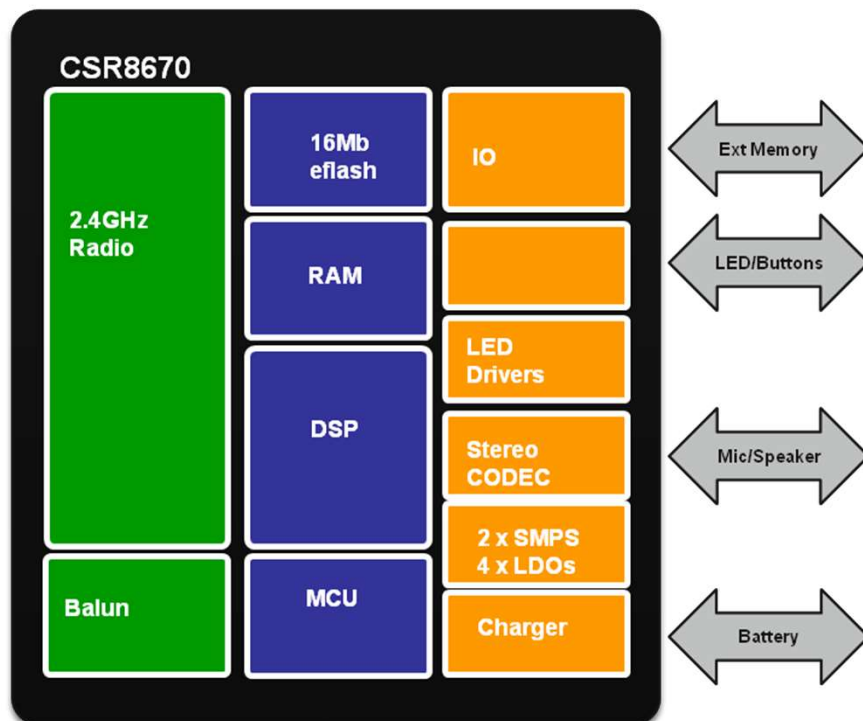 CSR8670
2.4GHz
Radio
Balun
16Mb
eflash
RAM
DSP
MCU
IO
LED
Drivers
Stereo
CODEC
2 x SMPS
4 x LDOs
Charger
Ext Memory
LED/Buttons
Mic/Speaker
Battery